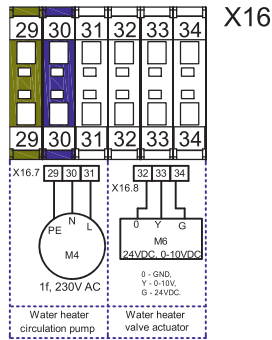 X16
29 30 31 32 33 34
29 30 31 32 33 34
X16.7 29 30 31 32 33 34
X16.8
PE N L 0 Y G
M4 M6
24VDC, 0-10VDC
1f, 230V AC
0 - GND,
Y - 0-10V,
G - 24VDC.
Water heater
circulation pump
Water heater
valve actuator